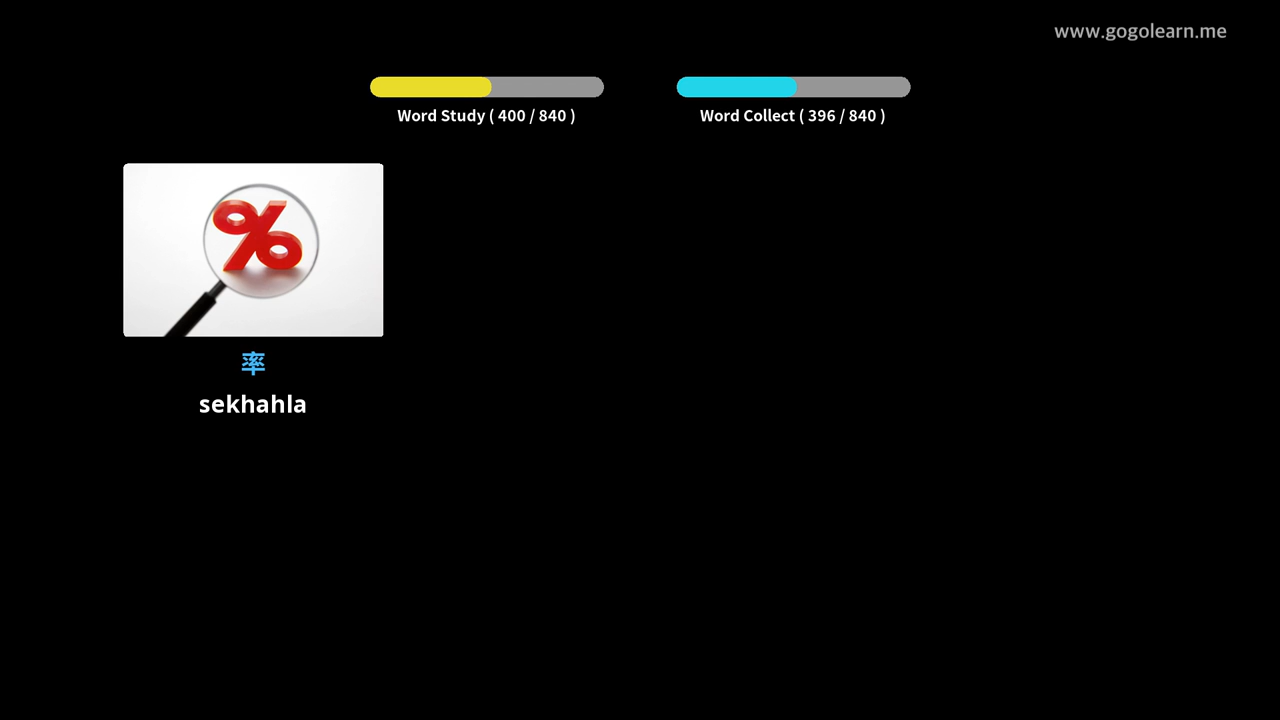 www.gogolearn.me
Word Study ( 400 / 840 )
Word Collect ( 396 / 840 )
%
率
sekhahla